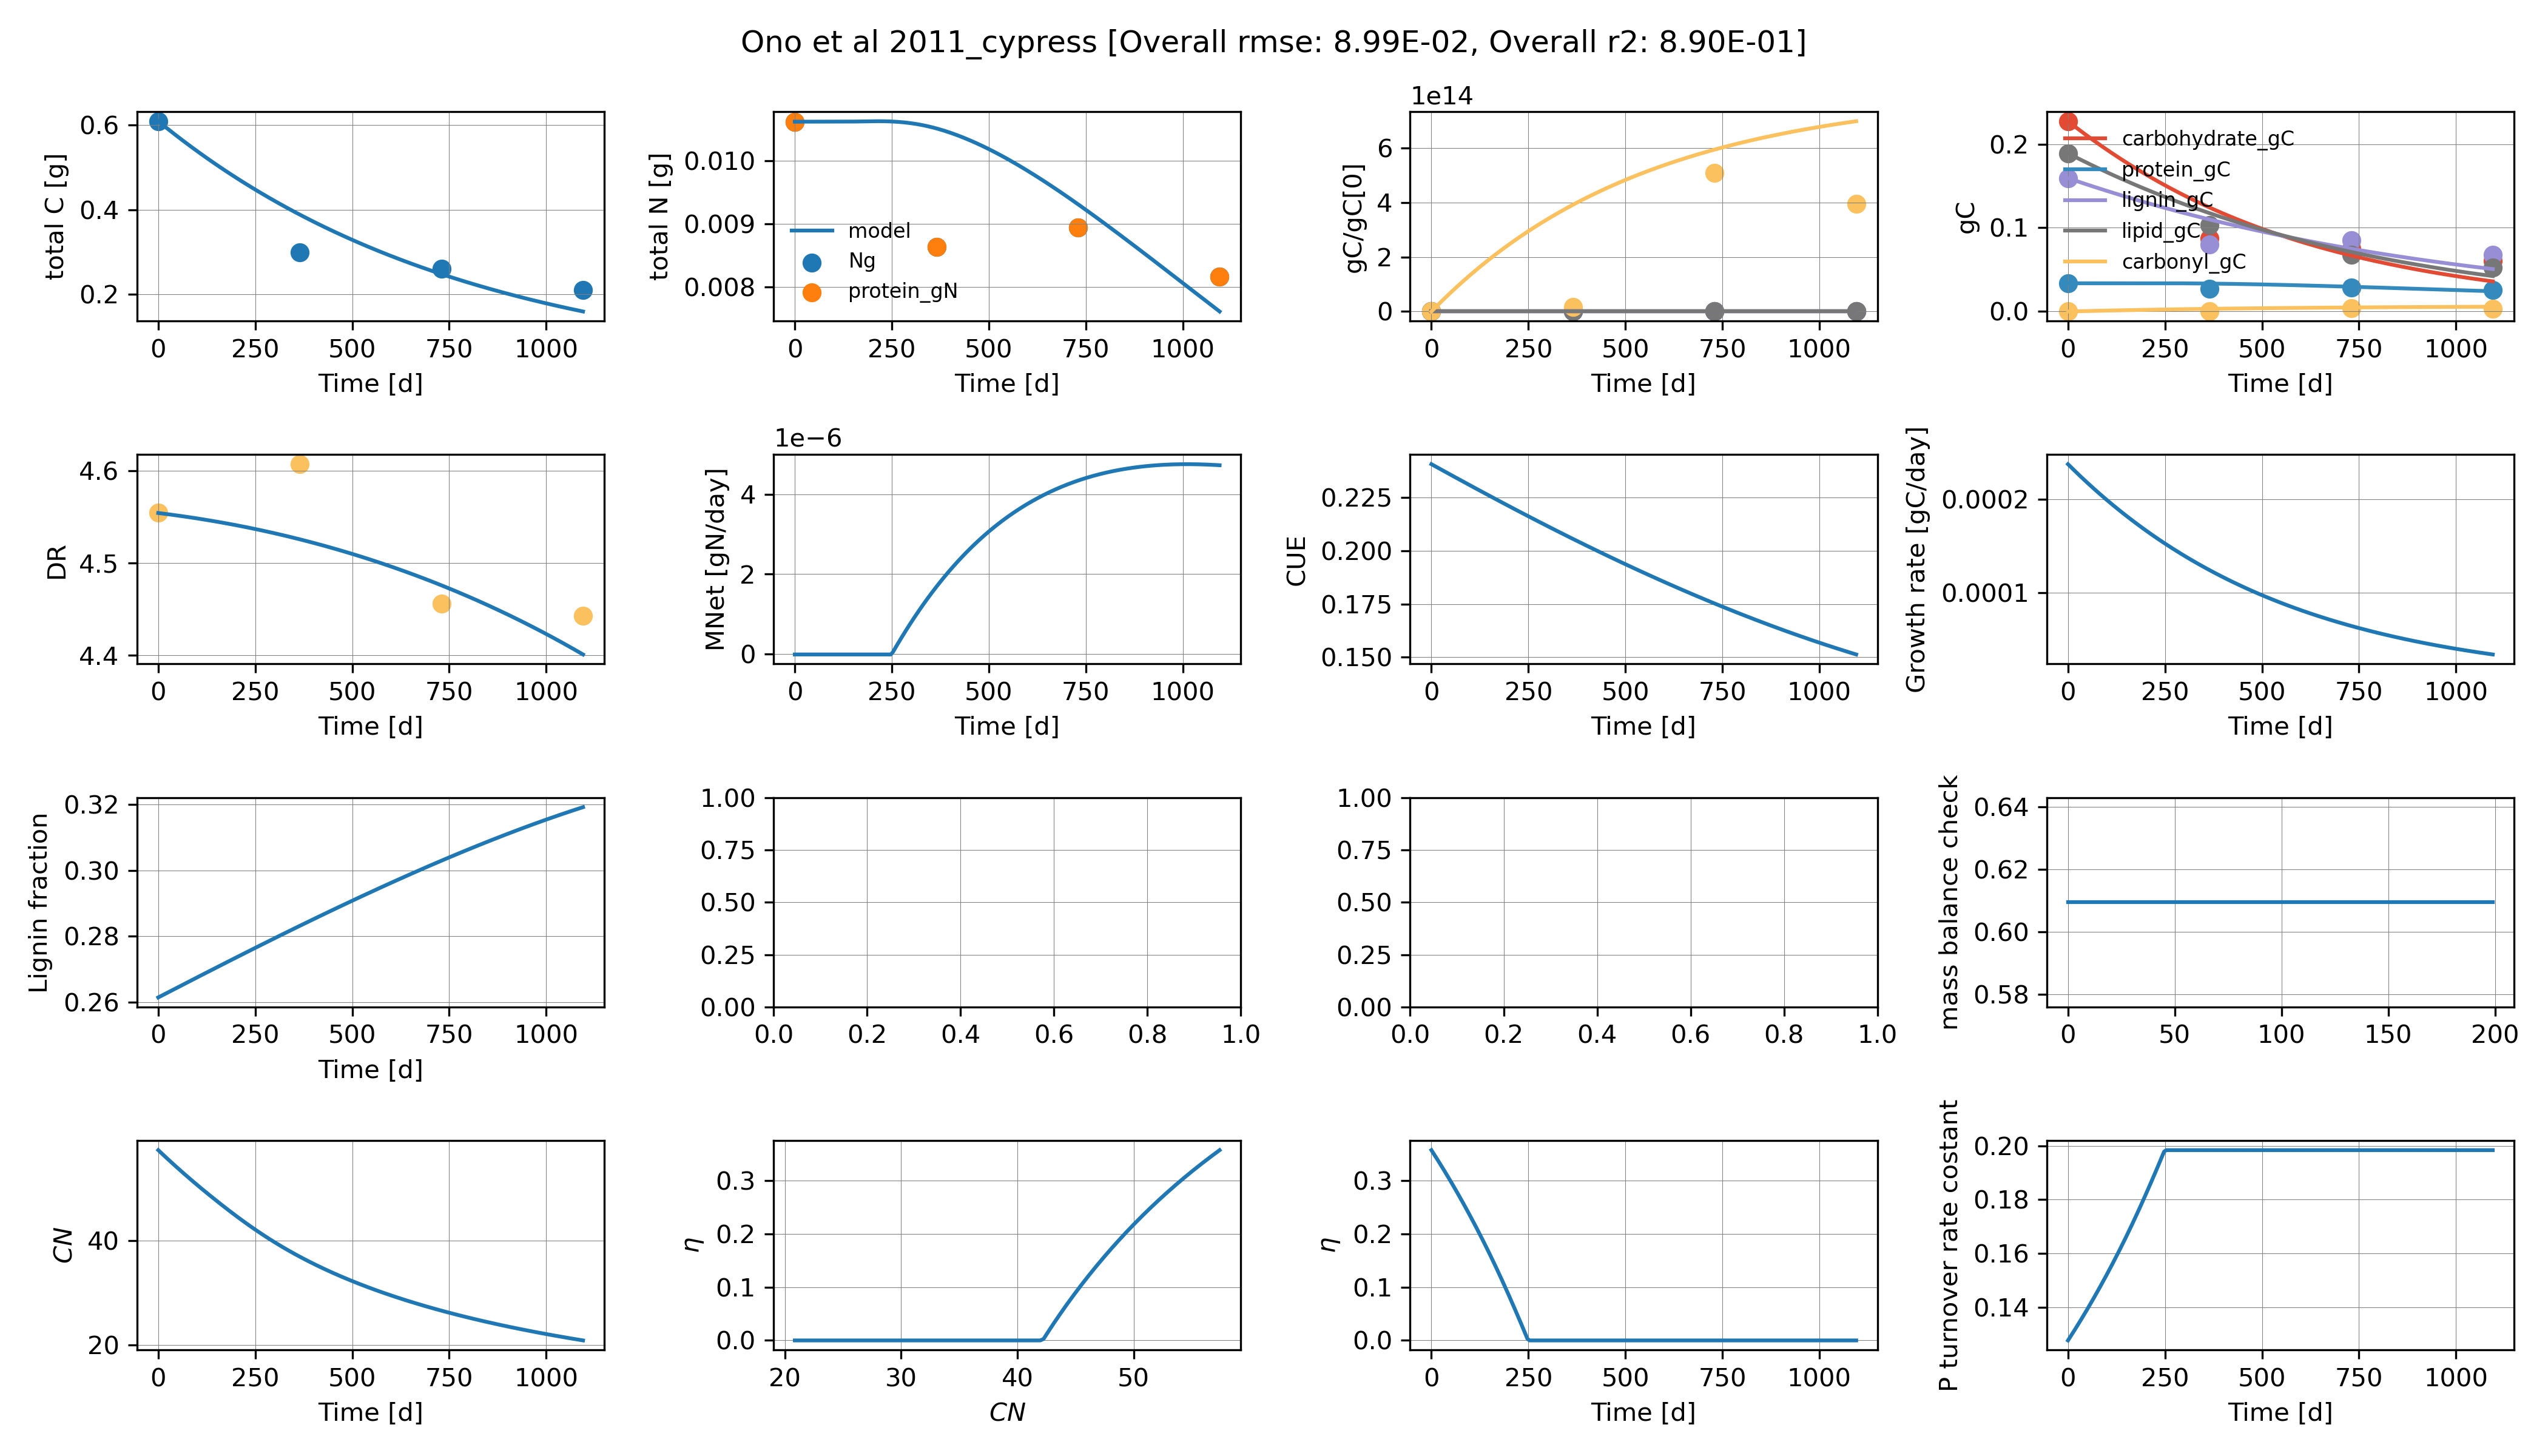 Ono et al 2011_cypress [Overall rmse: 8.99E-02, Overall r2: 8.90E-01]
total C [g]
0.6
0.4
0.2
0 250 500 750 1000
Time [d]
total N [g]
0.010
0.009
0.008
model
Ng
protein_gN
0 250 500 750 1000
Time [d]
1e14
gC/gC[0]
6
4
2
0
0 250 500 750 1000
Time [d]
gC
0.2
0.1
0.0
carbohydrate_gC
protein_gC
lignin_gC
lipid_gC
carbonyl_gC
0 250 500 750 1000
Time [d]
DR
4.6
4.5
4.4
0 250 500 750 1000
Time [d]
1e−6
MNet [gN/day]
4
2
0
0 250 500 750 1000
Time [d]
CUE
0.225
0.200
0.175
0.150
0 250 500 750 1000
Time [d]
Growth rate [gC/day]
0.0002
0.0001
0 250 500 750 1000
Time [d]
Lignin fraction
0.32
0.30
0.28
0.26
0 250 500 750 1000
Time [d]
1.00
0.75
0.50
0.25
0.00
0.0 0.2 0.4 0.6 0.8 1.0
1.00
0.75
0.50
0.25
0.00
0.0 0.2 0.4 0.6 0.8 1.0
mass balance check
0.64
0.62
0.60
0.58
0 50 100 150 200
CN
40
20
0 250 500 750 1000
Time [d]
η
0.3
0.2
0.1
0.0
20 30 40 50
CN
η
0.3
0.2
0.1
0.0
0 250 500 750 1000
Time [d]
P turnover rate costant
0.20
0.18
0.16
0.14
0 250 500 750 1000
Time [d]